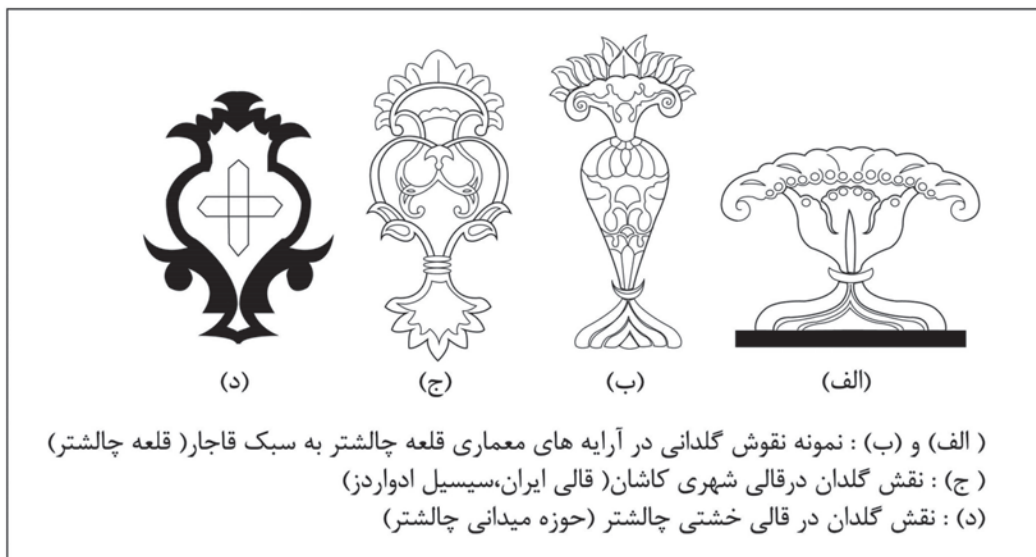 (الف)
(ب)
(ج)
(د)
( الف) و (ب) : نمونه نقوش گلدانی در آرایه های معماری قلعه چالشتر به سبک قاجار( قلعه چالشتر)
( ج) : نقش گلدان درقالی شهری کاشان( قالی ایران،سیسیل ادواردز)
(د): نقش گلدان در قالی خشتی چالشتر (حوزه میدانی چالشتر)